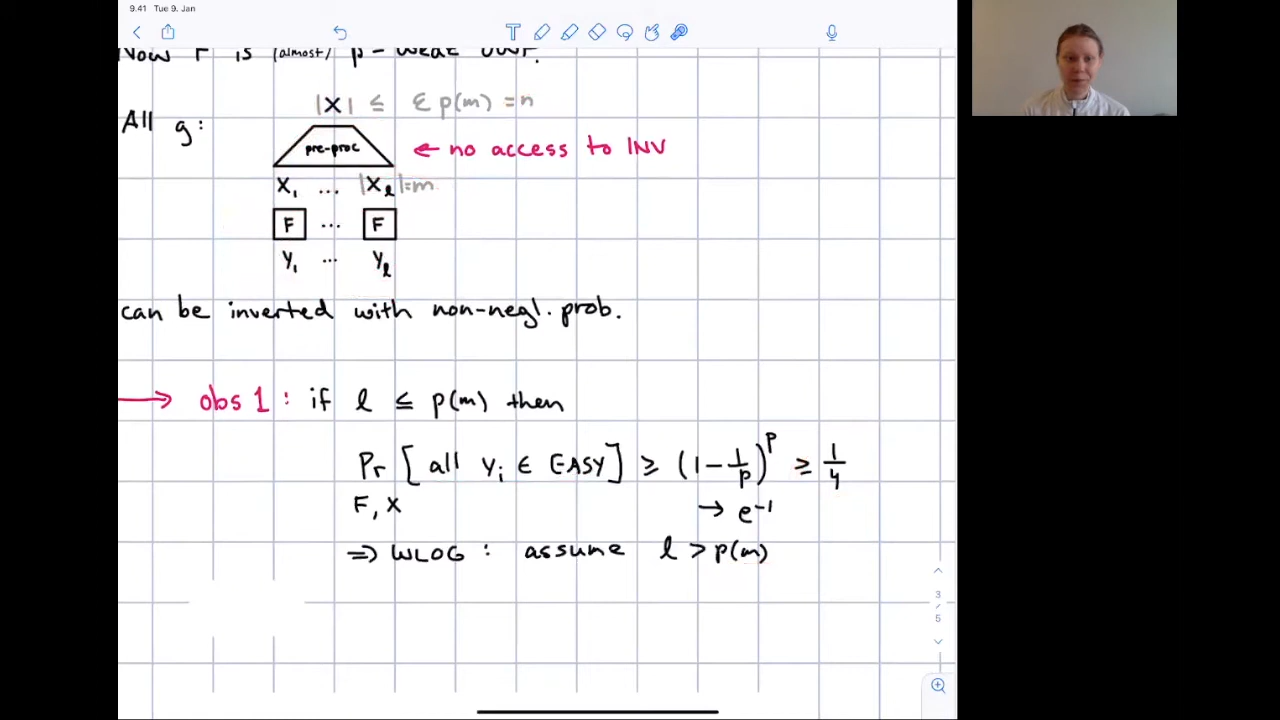 9.41 Tue 9. Jan
Now F is (almost) p-weak OWF.
|X| ≤ ε p(m) = n
All g:
pre-proc
← no access to INV
X₁ ... |Xₗ|=m
F ... F
Y₁ ... Yₗ
can be inverted with non-negl. prob.
→ obs 1: if l ≤ p(m) then
Pr [all Yᵢ ∈ EASY] ≥ (1 - 1/p)^p ≥ 1/4
F, X → e⁻¹
⇒ WLOG: assume l > p(m)
3
/
5